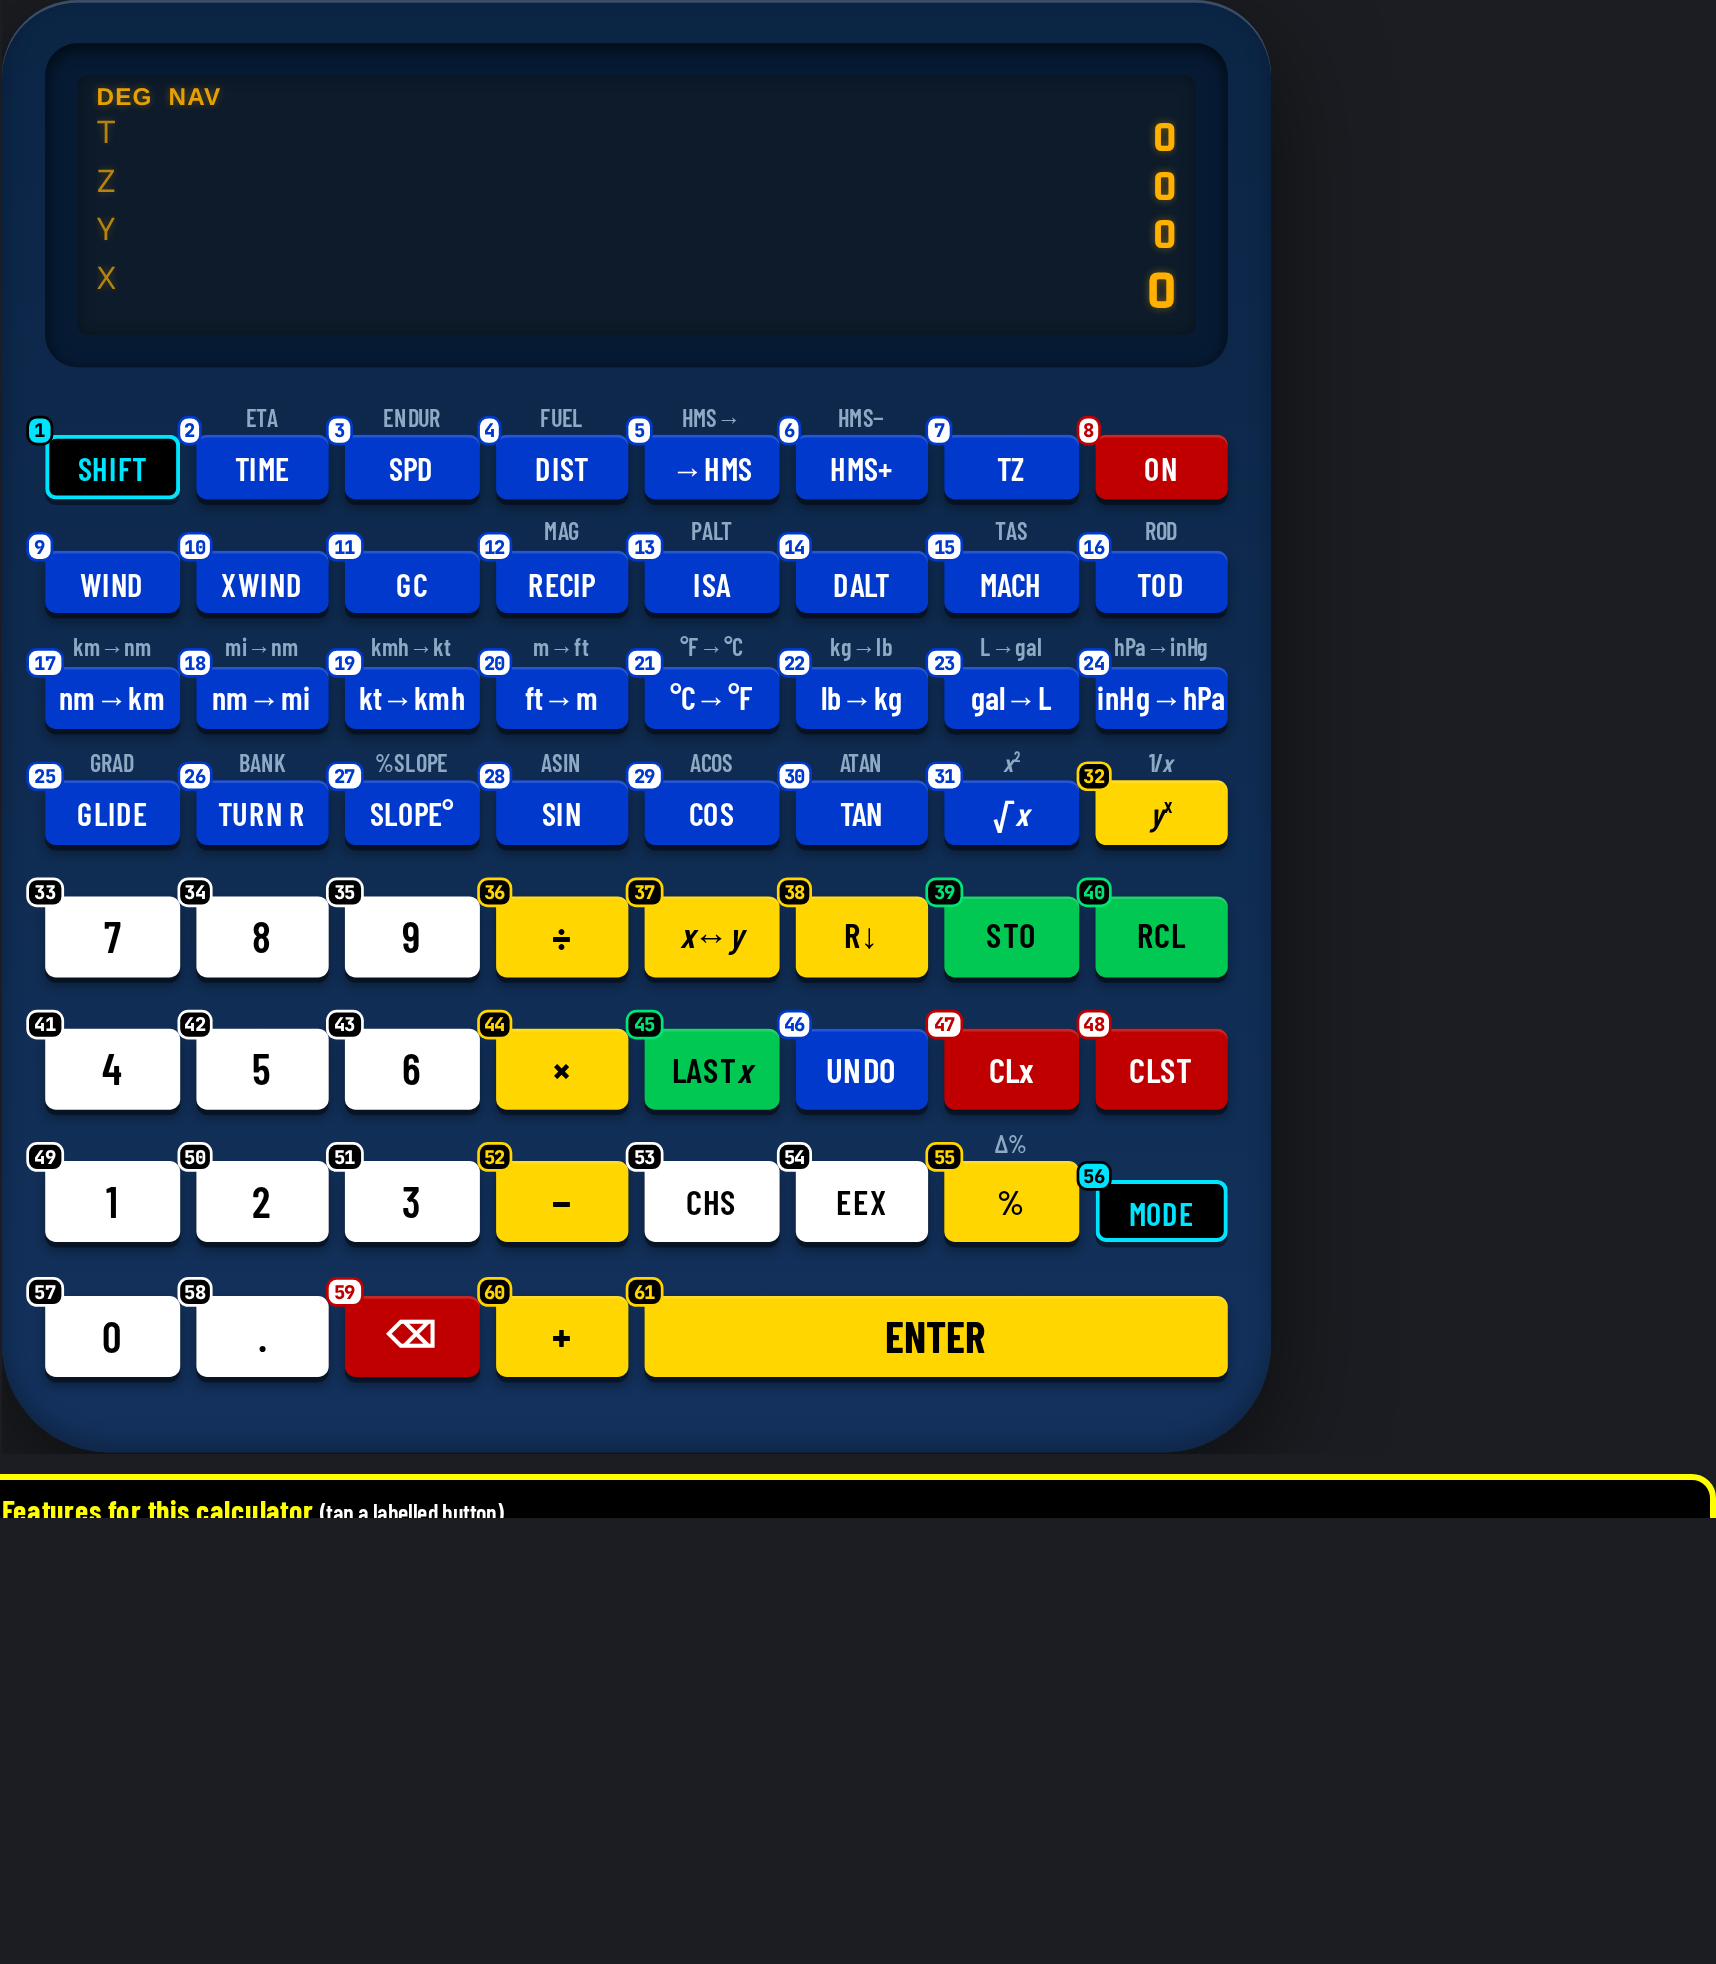 DEG NAV
T 0
Z 0
Y 0
X 0
ETA ENDUR FUEL HMS→ HMS−
1 2 3 4 5 6 7 8
SHIFT TIME SPD DIST →HMS HMS+ TZ ON
MAG PALT TAS ROD
9 10 11 12 13 14 15 16
WIND XWIND GC RECIP ISA DALT MACH TOD
km→nm mi→nm kmh→kt m→ft °F→°C kg→lb L→gal hPa→inHg
17 18 19 20 21 22 23 24
nm→km nm→mi kt→kmh ft→m °C→°F lb→kg gal→L inHg→hPa
GRAD BANK %SLOPE ASIN ACOS ATAN x² 1/x
25 26 27 28 29 30 31 32
GLIDE TURN R SLOPE° SIN COS TAN √x yˣ
33 34 35 36 37 38 39 40
7 8 9 ÷ x↔y R↓ STO RCL
41 42 43 44 45 46 47 48
4 5 6 × LASTx UNDO CLx CLST
Δ%
49 50 51 52 53 54 55 56
1 2 3 − CHS EEX % MODE
57 58 59 60 61
0 . ⌫ + ENTER
Features for this calculator (tap a labelled button)